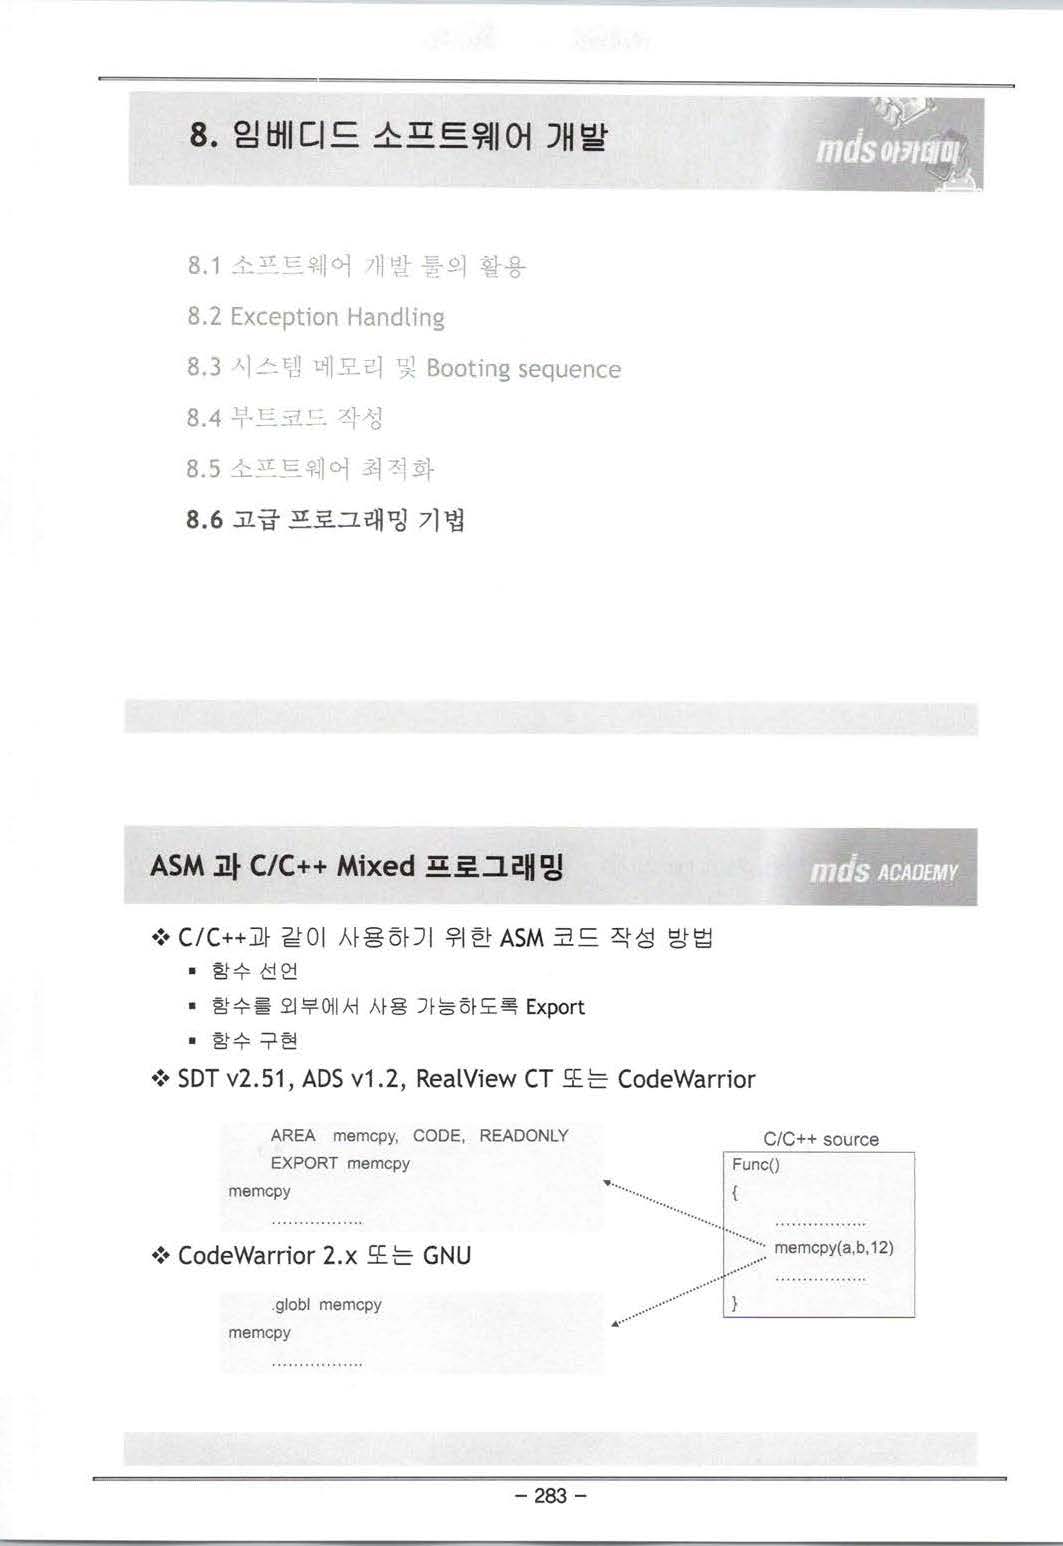 8. 임베디드 소프트웨어 개발
mds 아카데미
8.1 소프트웨어 개발 툴의 활용
8.2 Exception Handling
8.3 시스템 메모리 및 Booting sequence
8.4 부트코드 작성
8.5 소프트웨어 최적화
8.6 고급 프로그래밍 기법
ASM 과 C/C++ Mixed 프로그래밍
mds ACADEMY
❖ C/C++과 같이 사용하기 위한 ASM 코드 작성 방법
▪ 함수 선언
▪ 함수를 외부에서 사용 가능하도록 Export
▪ 함수 구현
❖ SDT v2.51, ADS v1.2, RealView CT 또는 CodeWarrior
AREA memcpy, CODE, READONLY
EXPORT memcpy
memcpy
.................
❖ CodeWarrior 2.x 또는 GNU
.globl memcpy
memcpy
.................
C/C++ source
Func()
{
.................
memcpy(a,b,12)
.................
}
- 283 -